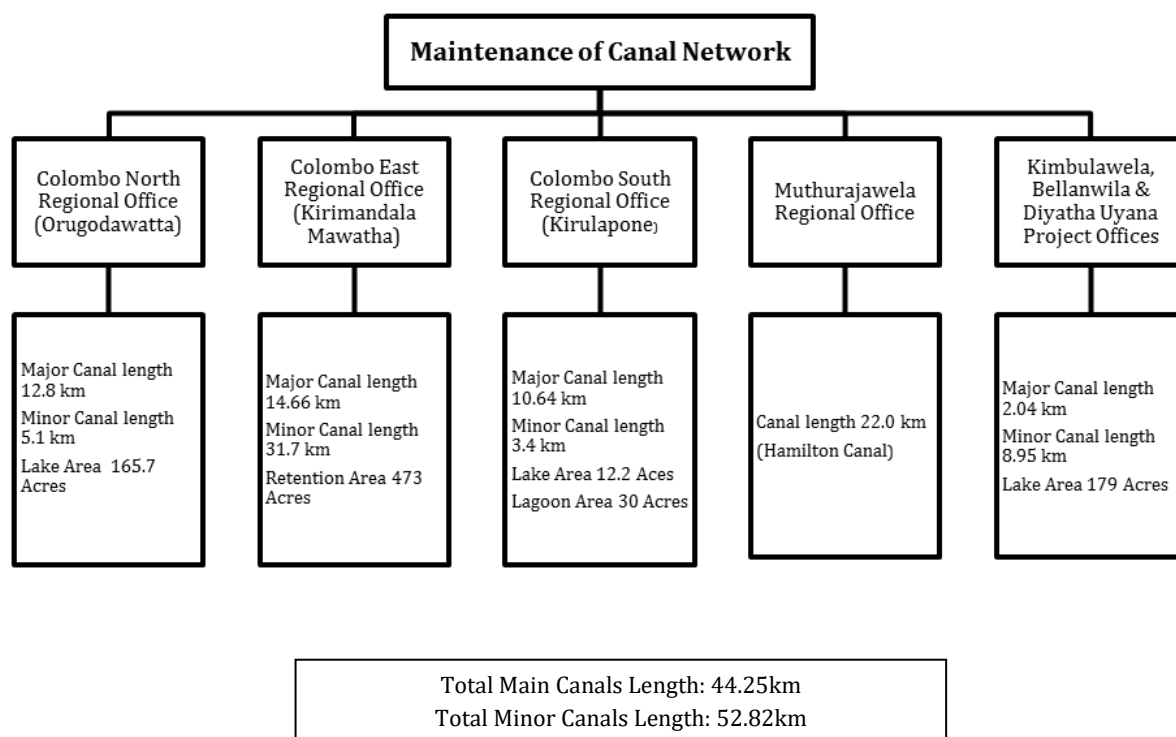 Maintenance of Canal Network
Colombo North
Regional Office
(Orugodawatta)
Colombo East
Regional Office
(Kirimandala
Mawatha)
Colombo South
Regional Office
(Kirulapone)
Muthurajawela
Regional Office
Kimbulawela,
Bellanwila &
Diyatha Uyana
Project Offices
Major Canal length
12.8 km
Minor Canal length
5.1 km
Lake Area 165.7
Acres
Major Canal length
14.66 km
Minor Canal length
31.7 km
Retention Area 473
Acres
Major Canal length
10.64 km
Minor Canal length
3.4 km
Lake Area 12.2 Aces
Lagoon Area 30 Acres
Canal length 22.0 km
(Hamilton Canal)
Major Canal length
2.04 km
Minor Canal length
8.95 km
Lake Area 179 Acres
Total Main Canals Length: 44.25km
Total Minor Canals Length: 52.82km